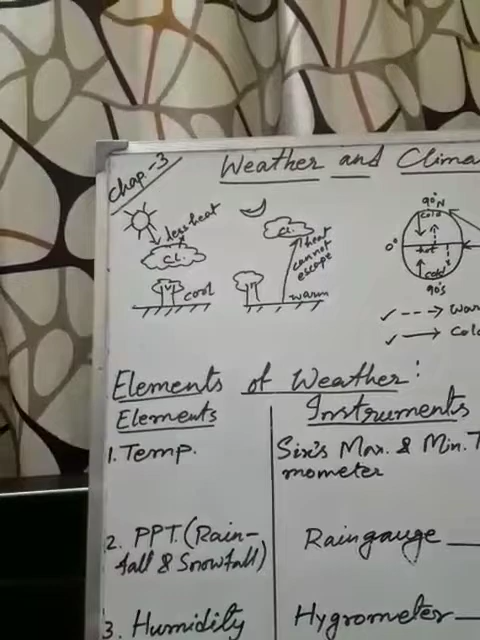 Chap.-3
Weather and Clima
less heat
C.L.
cool
CL.
heat
cannot
escape
warm
90°N
cold
0°
hot
cold
90°S
War
Cold
Elements of Weather:
Elements
Instruments
1. Temp.
Six's Max. & Min. T
mometer
2. PPT. (Rain-
fall & Snowfall)
Raingauge
3. Humidity
Hygrometer